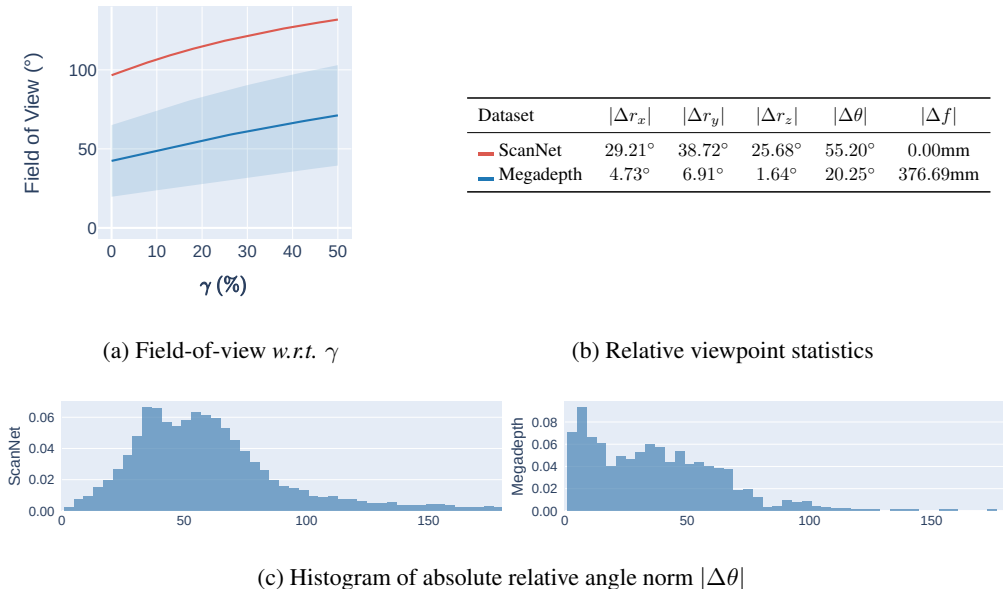 100
50
0
Field of View (°)
0 10 20 30 40 50
γ (%)
(a) Field-of-view w.r.t. γ
Dataset |Δr_x| |Δr_y| |Δr_z| |Δθ| |Δf|
ScanNet 29.21° 38.72° 25.68° 55.20° 0.00mm
Megadepth 4.73° 6.91° 1.64° 20.25° 376.69mm
(b) Relative viewpoint statistics
0.06
0.04
0.02
0.00
ScanNet
0 50 100 150
0.08
0.06
0.04
0.02
0.00
Megadepth
0 50 100 150
(c) Histogram of absolute relative angle norm |Δθ|